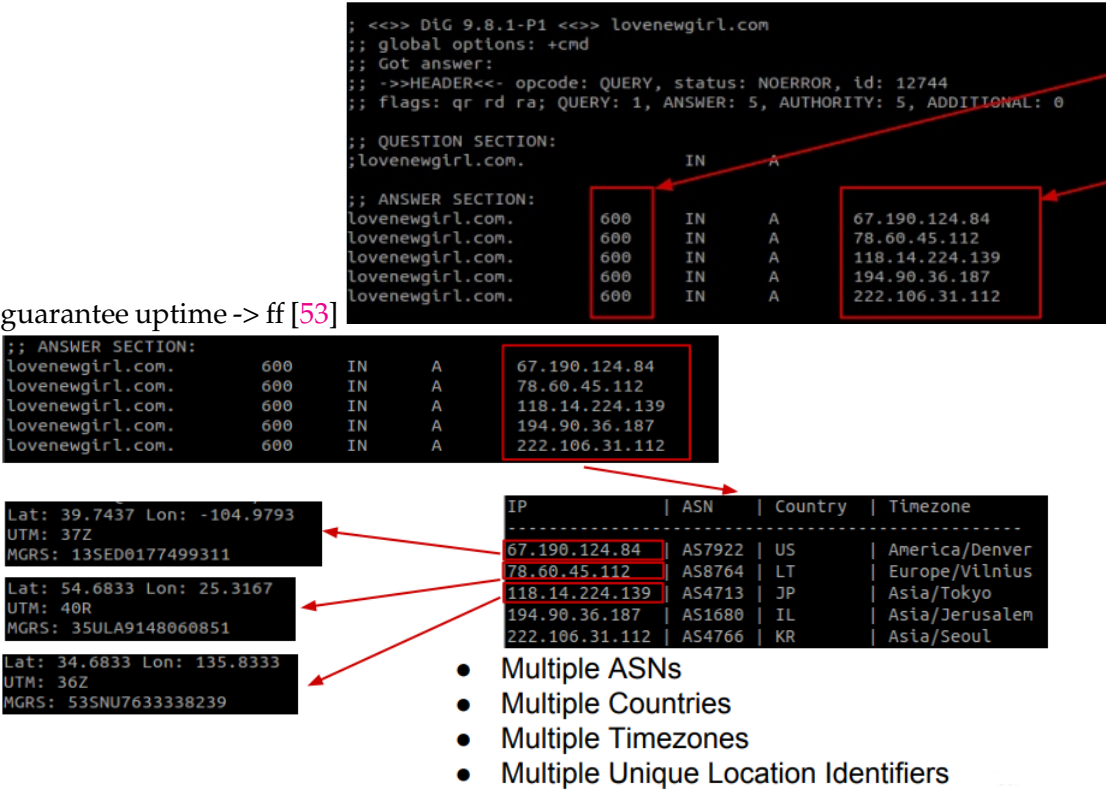 ; <<>> DiG 9.8.1-P1 <<>> lovenewgirl.com
;; global options: +cmd
;; Got answer:
;; ->>HEADER<<- opcode: QUERY, status: NOERROR, id: 12744
;; flags: qr rd ra; QUERY: 1, ANSWER: 5, AUTHORITY: 5, ADDITIONAL: 0
;; QUESTION SECTION:
;lovenewgirl.com. IN A
;; ANSWER SECTION:
lovenewgirl.com. 600 IN A 67.190.124.84
lovenewgirl.com. 600 IN A 78.60.45.112
lovenewgirl.com. 600 IN A 118.14.224.139
lovenewgirl.com. 600 IN A 194.90.36.187
lovenewgirl.com. 600 IN A 222.106.31.112
guarantee uptime -> ff [53]
;; ANSWER SECTION:
lovenewgirl.com. 600 IN A 67.190.124.84
lovenewgirl.com. 600 IN A 78.60.45.112
lovenewgirl.com. 600 IN A 118.14.224.139
lovenewgirl.com. 600 IN A 194.90.36.187
lovenewgirl.com. 600 IN A 222.106.31.112
Lat: 39.7437 Lon: -104.9793
UTM: 37Z
MGRS: 13SED0177499311
Lat: 54.6833 Lon: 25.3167
UTM: 40R
MGRS: 35ULA9148060851
Lat: 34.6833 Lon: 135.8333
UTM: 36Z
MGRS: 53SNU7633338239
IP | ASN | Country | Timezone
-----------------------------------------------------
67.190.124.84 | AS7922 | US | America/Denver
78.60.45.112 | AS8764 | LT | Europe/Vilnius
118.14.224.139 | AS4713 | JP | Asia/Tokyo
194.90.36.187 | AS1680 | IL | Asia/Jerusalem
222.106.31.112 | AS4766 | KR | Asia/Seoul
● Multiple ASNs
● Multiple Countries
● Multiple Timezones
● Multiple Unique Location Identifiers